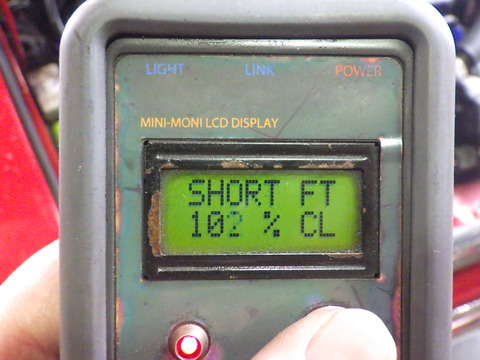 LIGHT LINK POWER
MINI-MONI LCD DISPLAY
SHORT FT
102 % CL